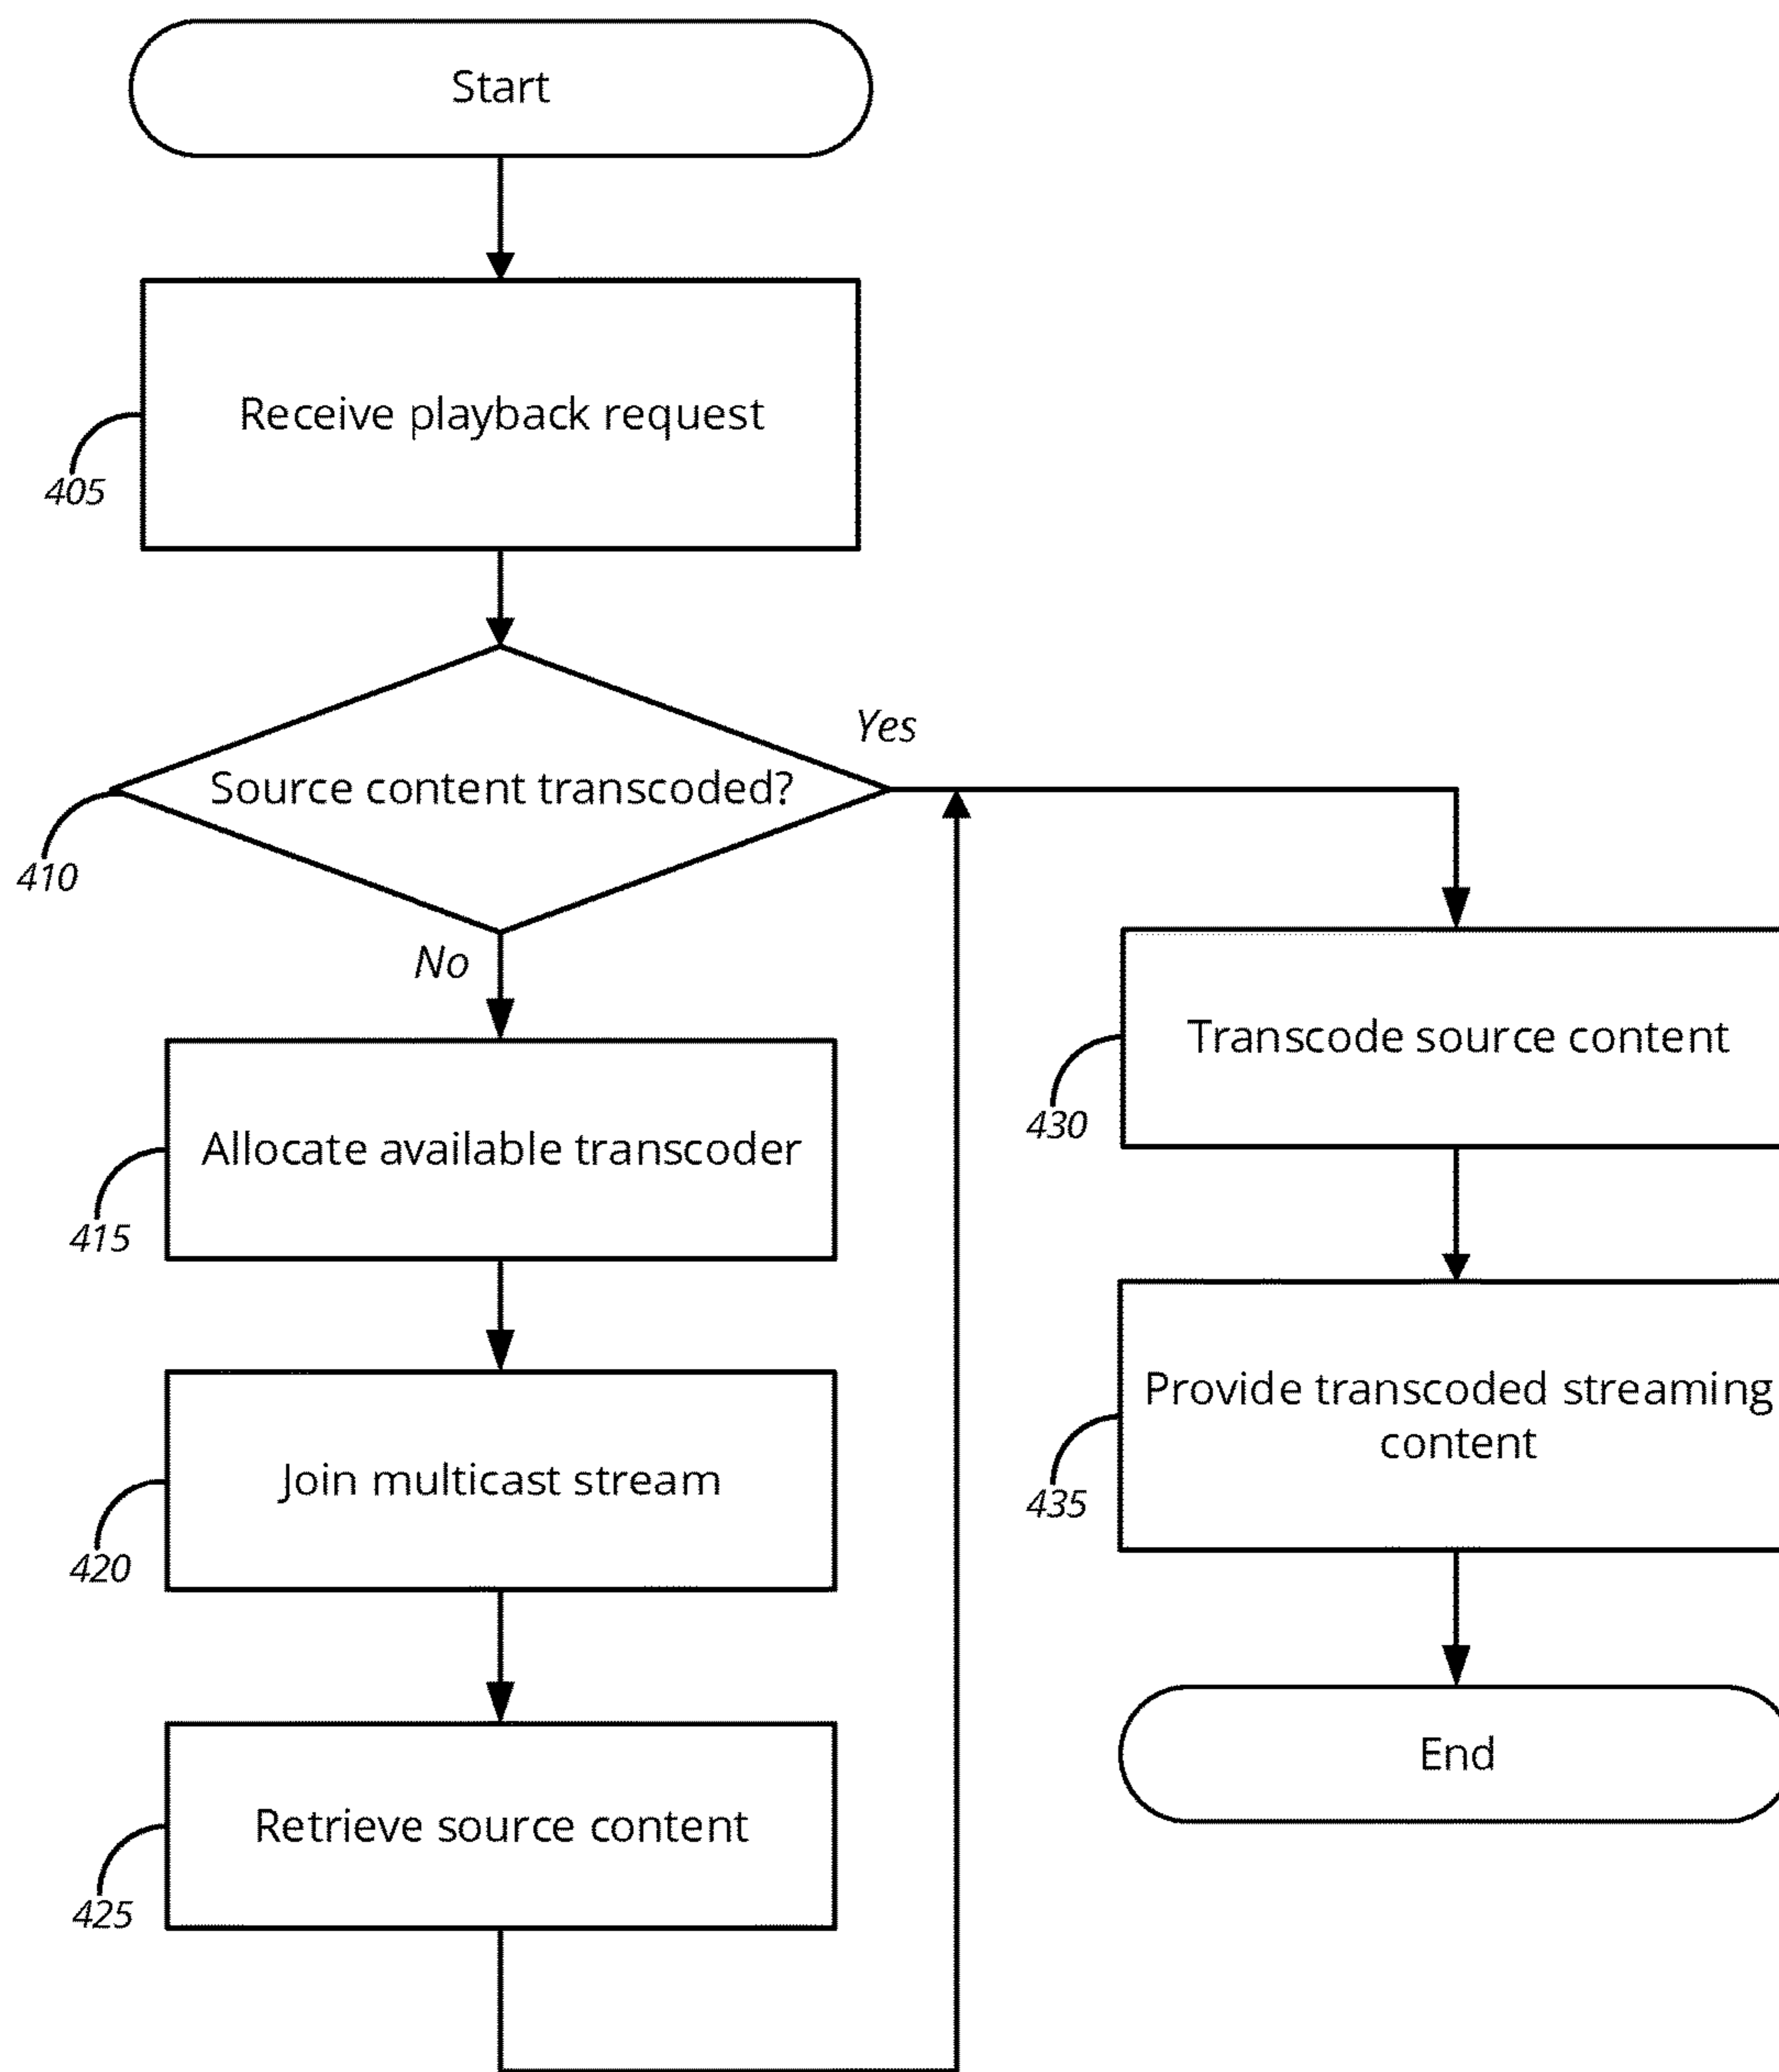 Start
Receive playback request
405
Yes
Source content transcoded?
410
No
Allocate available transcoder
415
Join multicast stream
420
Retrieve source content
425
Transcode source content
430
Provide transcoded streaming
content
435
End